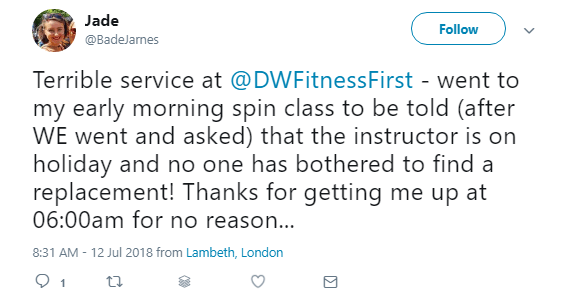 Jade
@BadeJarnes
Follow
Terrible service at @DWFitnessFirst - went to
my early morning spin class to be told (after
WE went and asked) that the instructor is on
holiday and no one has bothered to find a
replacement! Thanks for getting me up at
06:00am for no reason...
8:31 AM - 12 Jul 2018 from Lambeth, London
1